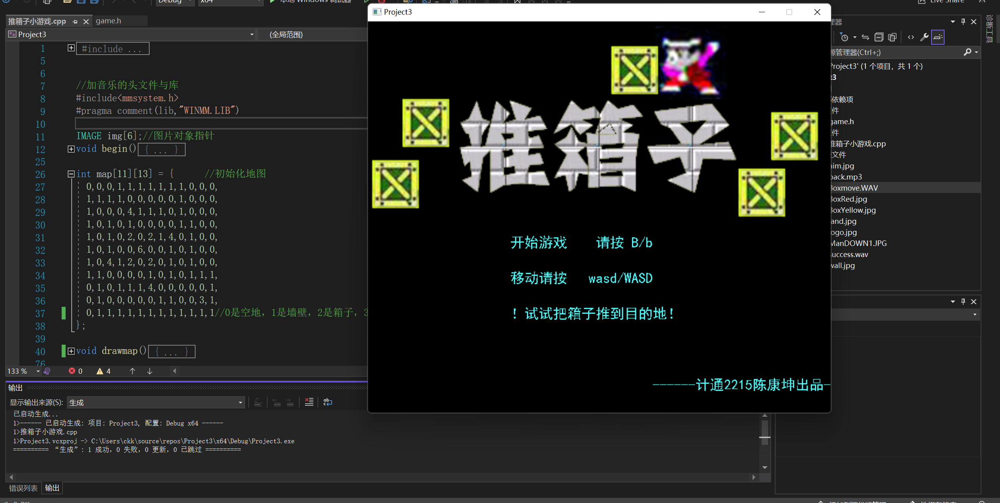 Debug
x64
本地 Windows 调试器
Live Share
推箱子小游戏.cpp
game.h
Project3
(全局范围)
1 #include ...
5
6
7 //加音乐的头文件与库
8 #include<mmsystem.h>
9 #pragma comment(lib,"WINMM.LIB")
10
11 IMAGE img[6];//图片对象指针
12 void begin(){ ... }
25
26 int map[11][13] = { //初始化地图
27 0,0,0,1,1,1,1,1,1,1,0,0,0,
28 1,1,1,1,0,0,0,0,0,1,0,0,0,
29 1,0,0,0,4,1,1,1,0,1,0,0,0,
30 1,0,1,0,1,0,0,0,0,1,1,0,0,
31 1,0,1,0,2,0,2,1,4,0,1,0,0,
32 1,0,1,0,0,6,0,0,1,0,1,0,0,
33 1,0,4,1,2,0,2,0,1,0,1,0,0,
34 1,1,0,0,0,0,1,0,1,0,1,1,1,
35 0,1,0,1,1,1,4,0,0,0,0,0,1,
36 0,1,0,0,0,0,0,1,1,0,0,3,1,
37 0,1,1,1,1,1,1,1,1,1,1,1,1//0是空地，1是墙壁，2是箱子，3
38 };
39
40 void drawmap(){ ... }
76
133 %
0
4
输出
显示输出来源(S):
生成
已启动生成...
1>------ 已启动生成: 项目: Project3, 配置: Debug x64 ------
1>推箱子小游戏.cpp
1>Project3.vcxproj -> C:\Users\ckk\source\repos\Project3\x64\Debug\Project3.exe
========== “生成”: 1 成功，0 失败，0 更新，0 已跳过 ==========
错误列表
输出
Project3
推箱子
开始游戏 请按 B/b
移动请按 wasd/WASD
！试试把箱子推到目的地！
------计通2215陈康坤出品-
理器
源管理器(Ctrl+;)
Project3' (1 个项目，共 1 个)
t3
依赖项
件
game.h
件
推箱子小游戏.cpp
文件
aim.jpg
back.mp3
Boxmove.WAV
BoxRed.jpg
BoxYellow.jpg
land.jpg
logo.jpg
ManDOWN1.JPG
success.wav
wall.jpg
诊断工具